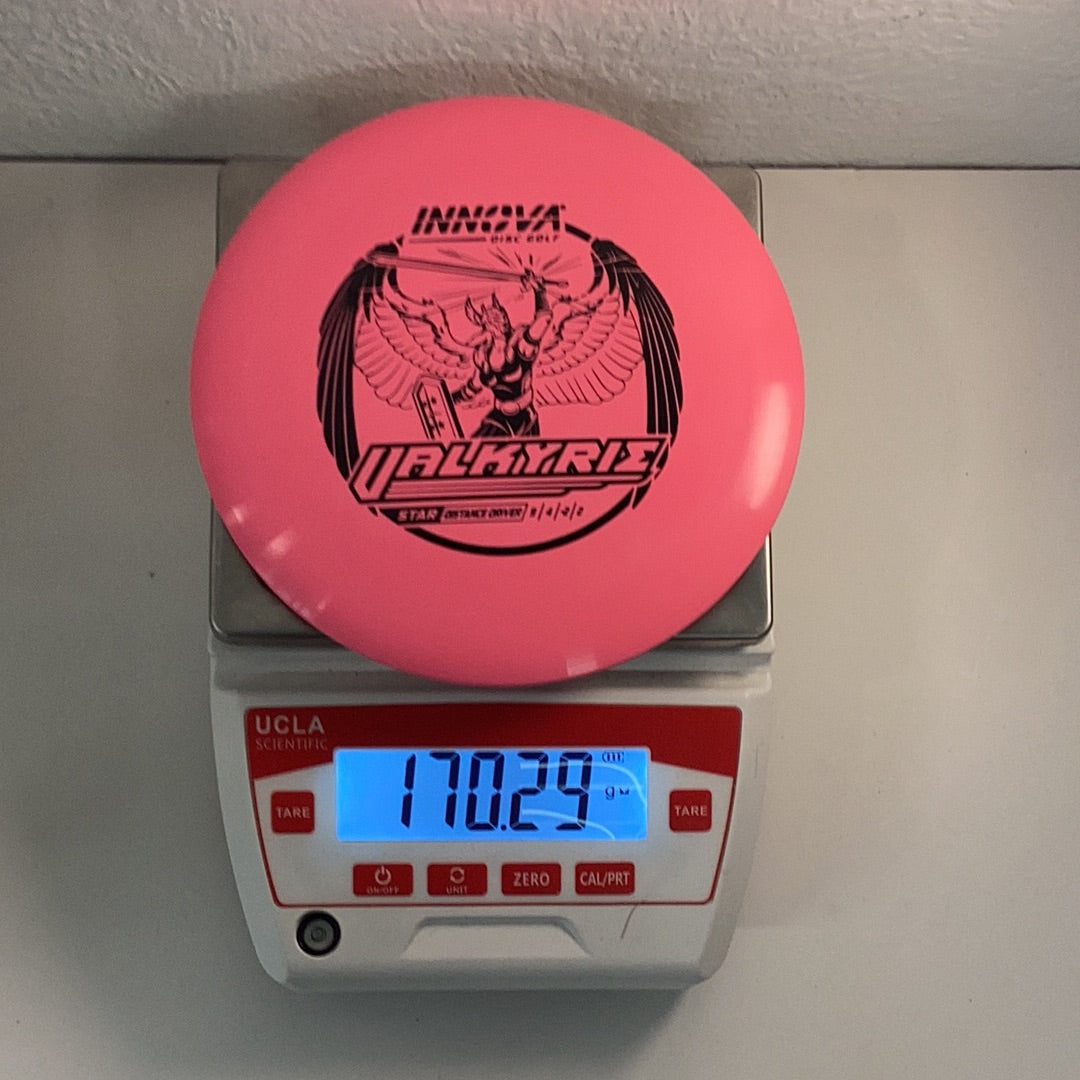 INNOVA
DISC GOLF
VALKYRIE
STAR DISTANCE DRIVER 9/4/-2/2
UCLA
SCIENTIFIC
170.29 g
TARE
TARE
ON/OFF
UNIT
ZERO
CAL/PRT